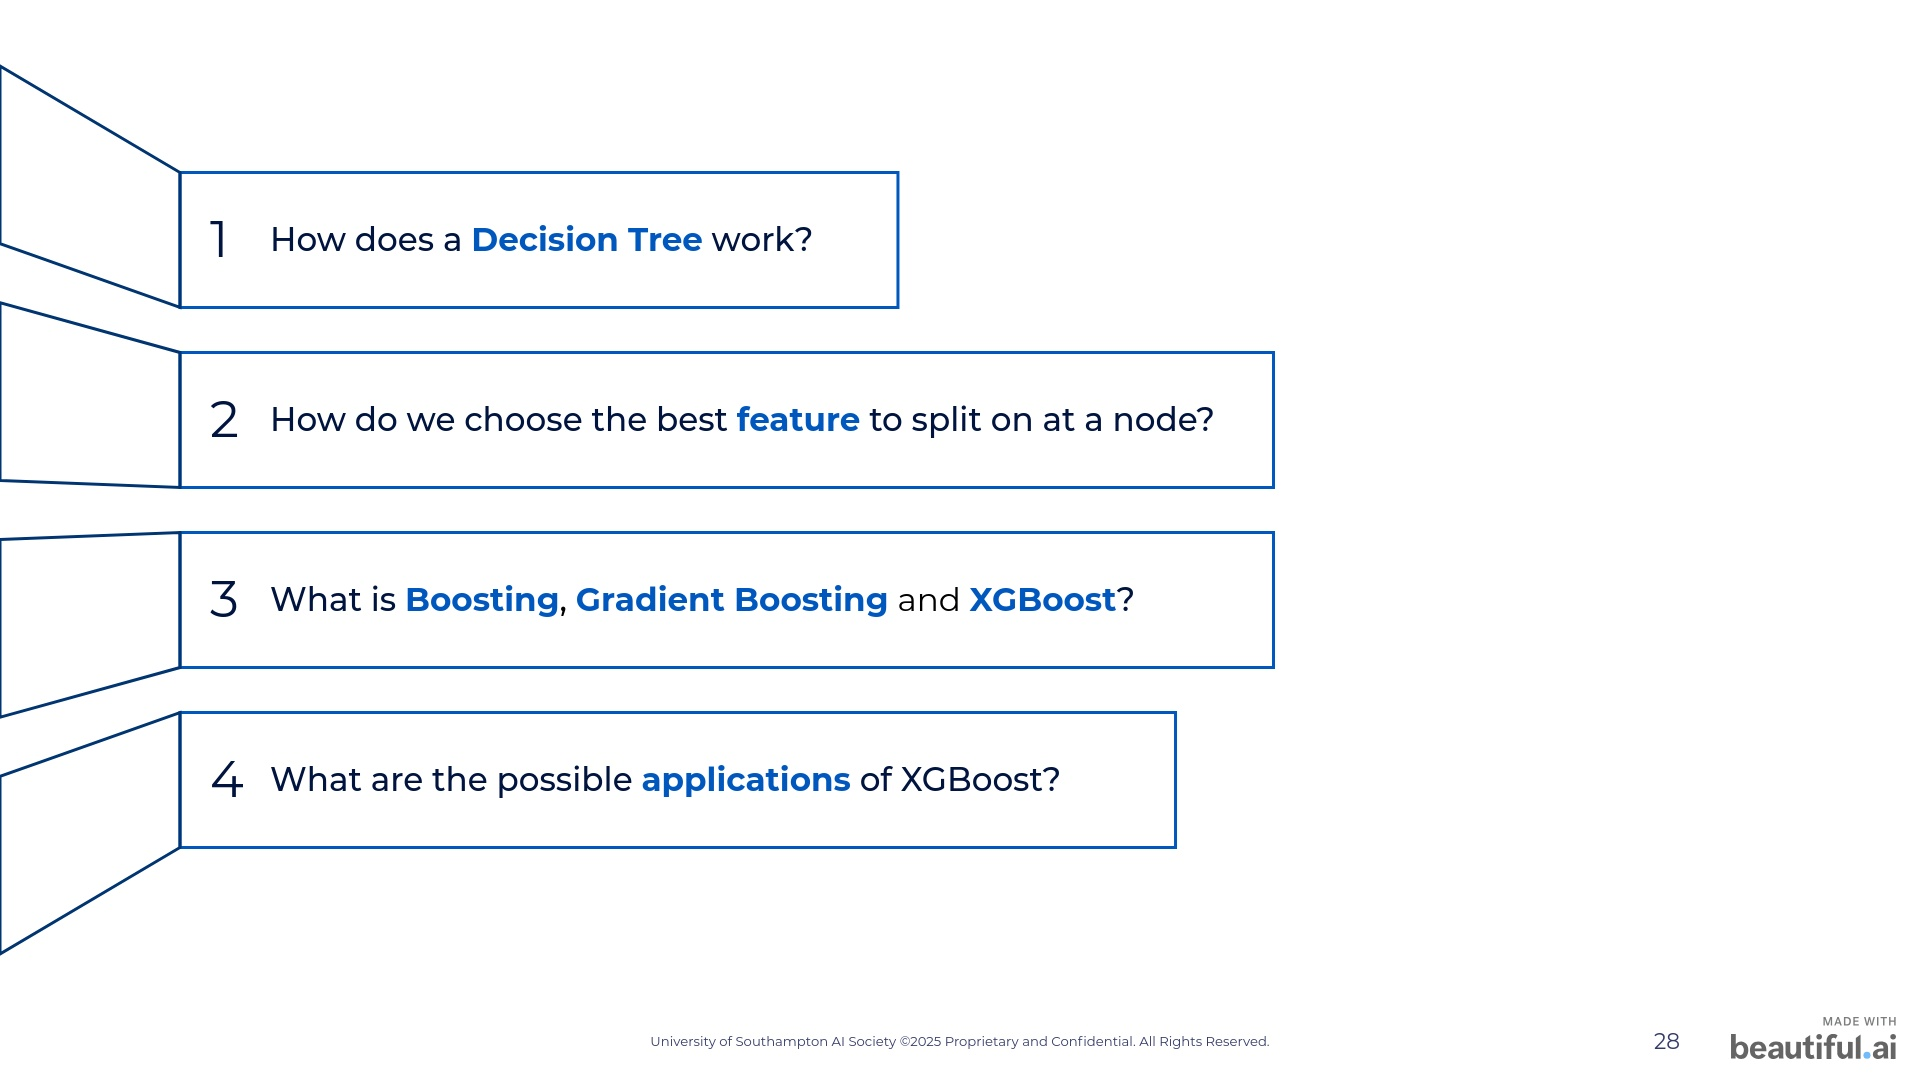 1 How does a Decision Tree work?
2 How do we choose the best feature to split on at a node?
3 What is Boosting, Gradient Boosting and XGBoost?
4 What are the possible applications of XGBoost?
University of Southampton AI Society ©2025 Proprietary and Confidential. All Rights Reserved.
28
MADE WITH
beautiful.ai